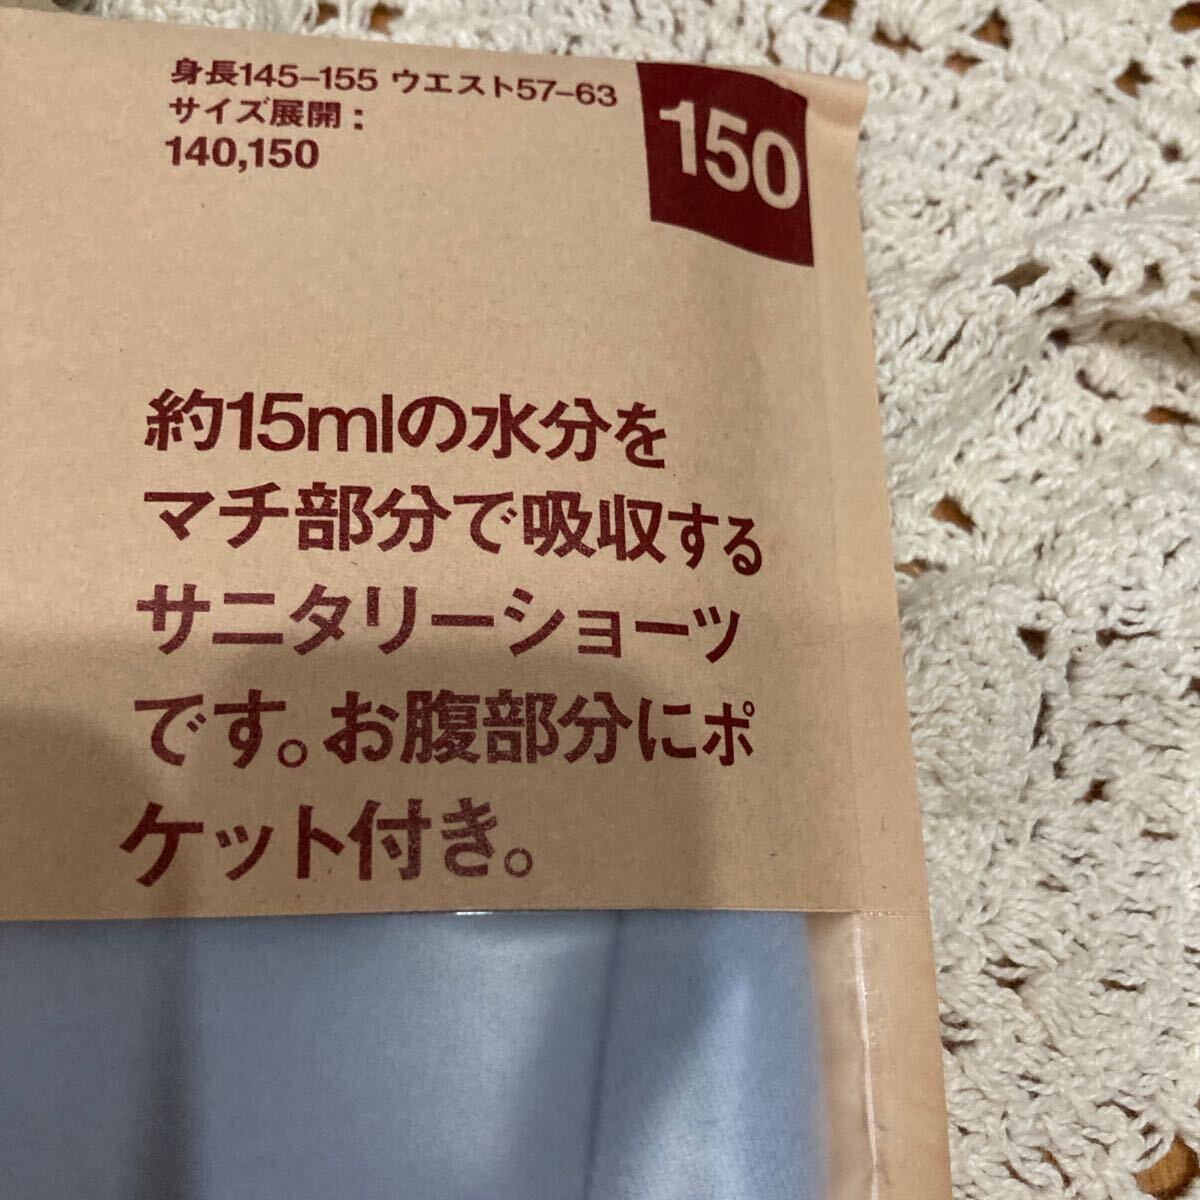 身長145-155 ウエスト57-63
サイズ展開：
140,150
150
約15mlの水分を
マチ部分で吸収する
サニタリーショーツ
です。お腹部分にポ
ケット付き。